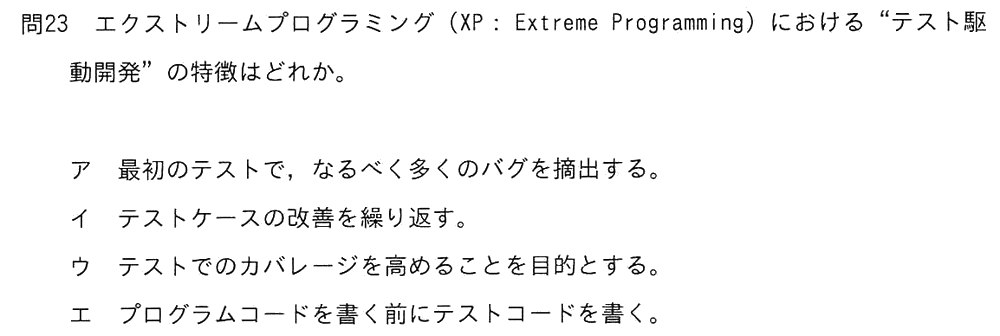 問23 エクストリームプログラミング（XP：Extreme Programming）における“テスト駆
動開発”の特徴はどれか。
ア 最初のテストで，なるべく多くのバグを摘出する。
イ テストケースの改善を繰り返す。
ウ テストでのカバレージを高めることを目的とする。
エ プログラムコードを書く前にテストコードを書く。